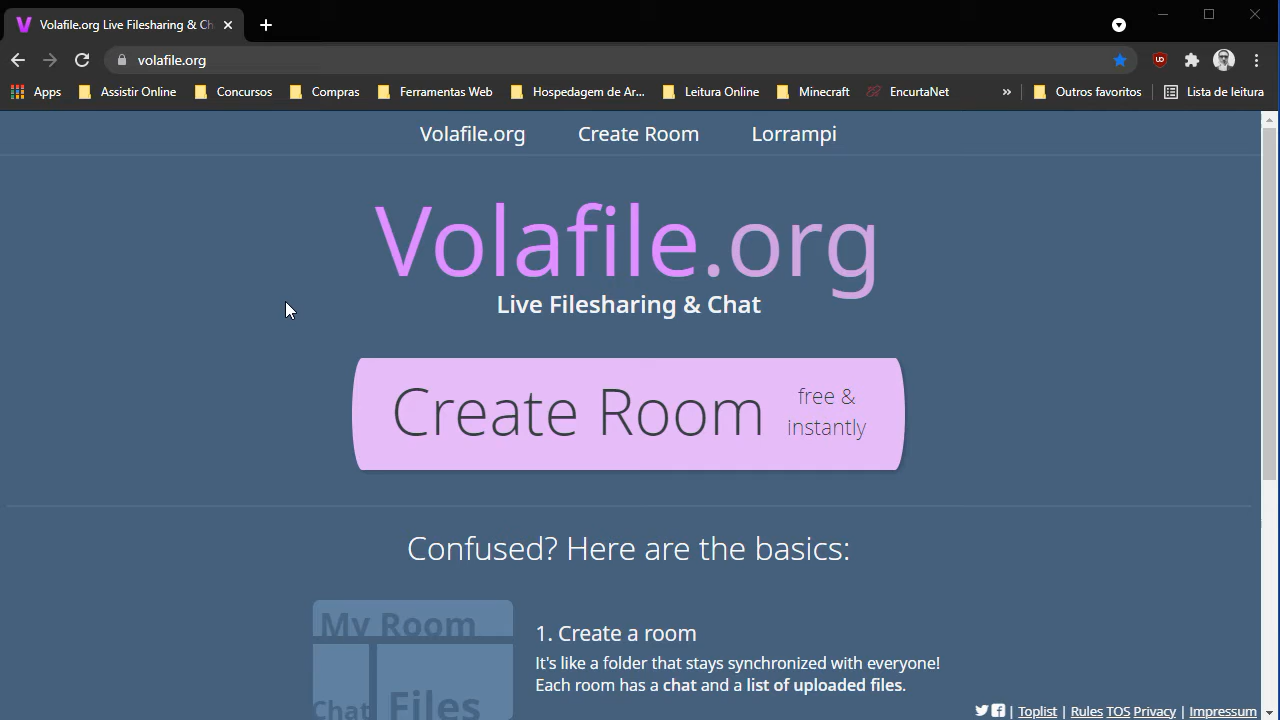 Volafile.org Live Filesharing & Ch
volafile.org
Apps
Assistir Online
Concursos
Compras
Ferramentas Web
Hospedagem de Ar...
Leitura Online
Minecraft
EncurtaNet
»
Outros favoritos
Lista de leitura
Volafile.org
Create Room
Lorrampi
Volafile.org
Live Filesharing & Chat
Create Room
free &
instantly
Confused? Here are the basics:
My Room
Chat
Files
1. Create a room
It's like a folder that stays synchronized with everyone!
Each room has a chat and a list of uploaded files.
| Toplist | Rules TOS Privacy | Impressum